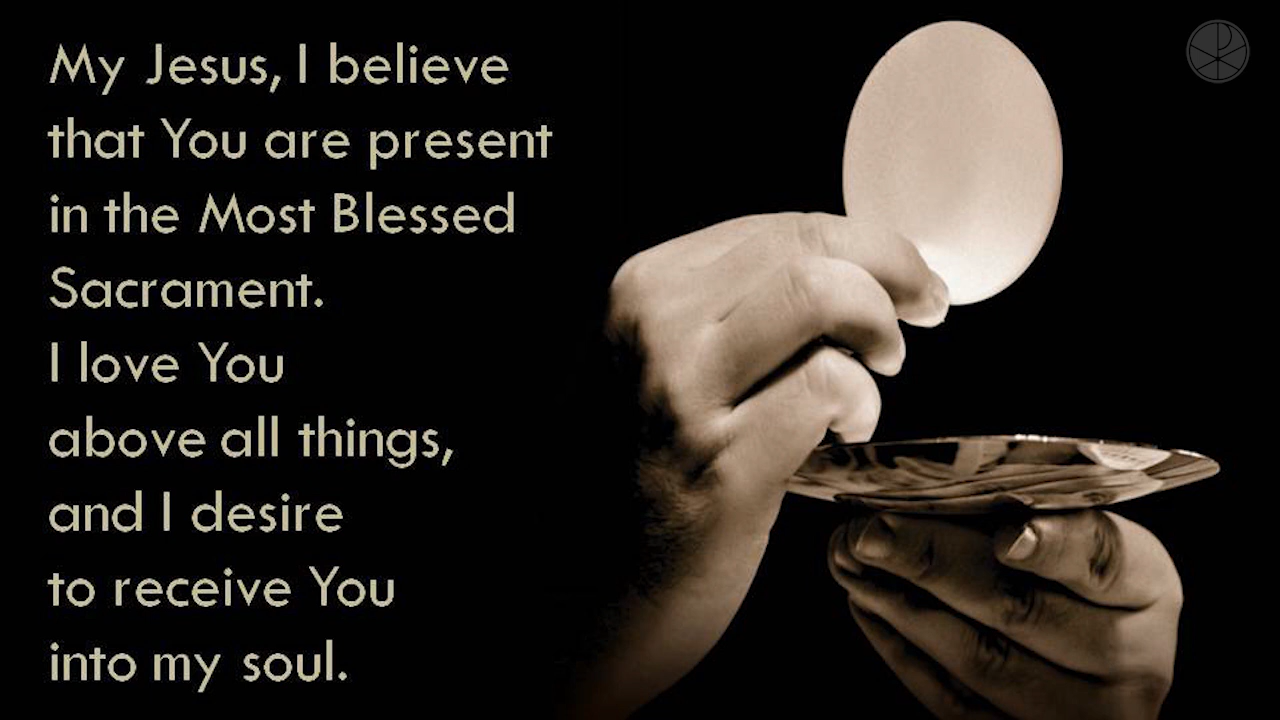 My Jesus, I believe
that You are present
in the Most Blessed
Sacrament.
I love You
above all things,
and I desire
to receive You
into my soul.